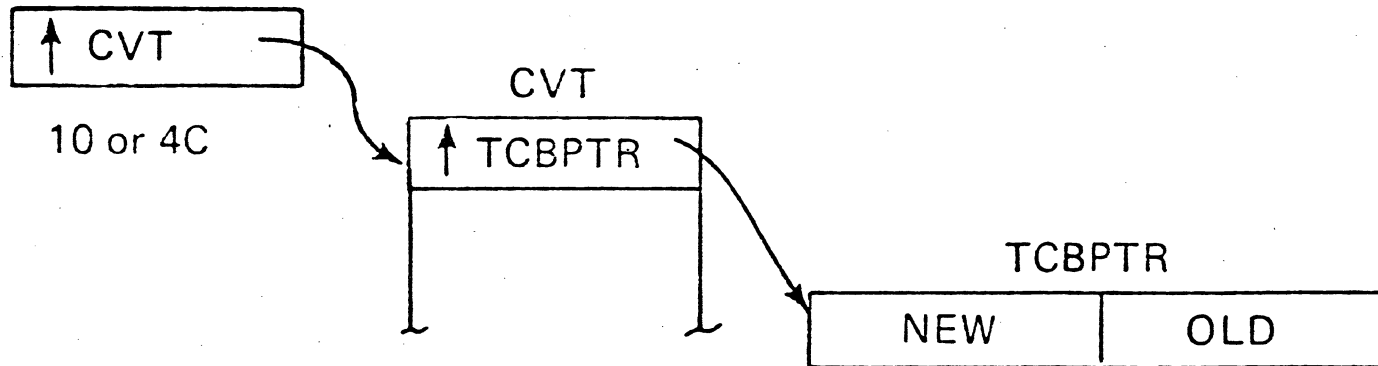 ↑ CVT
10 or 4C
CVT
↑ TCBPTR
TCBPTR
NEW OLD